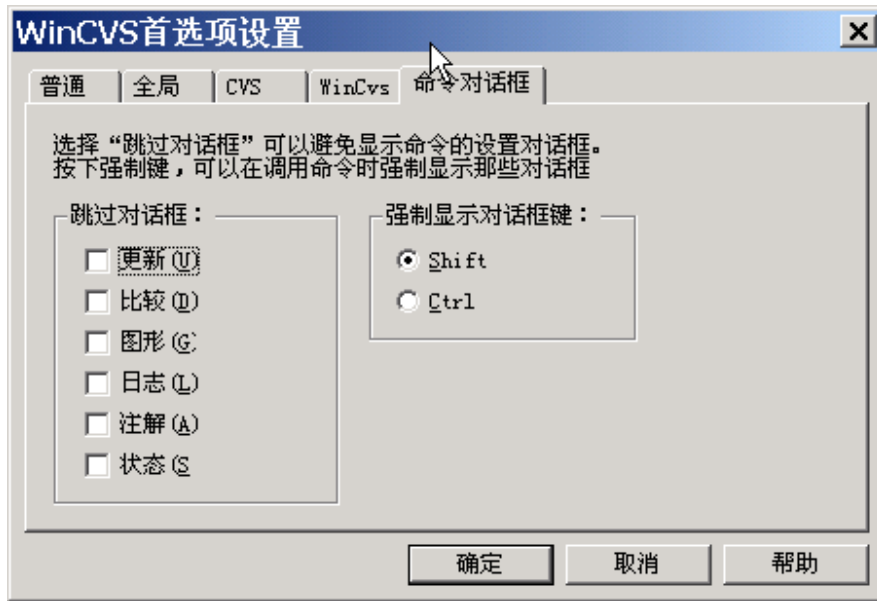 WinCVS首选项设置
普通 全局 CVS WinCvs 命令对话框
选择“跳过对话框”可以避免显示命令的设置对话框。
按下强制键，可以在调用命令时强制显示那些对话框
跳过对话框：
更新(U)
比较(D)
图形(G)
日志(L)
注解(A)
状态(S
强制显示对话框键：
Shift
Ctrl
确定 取消 帮助